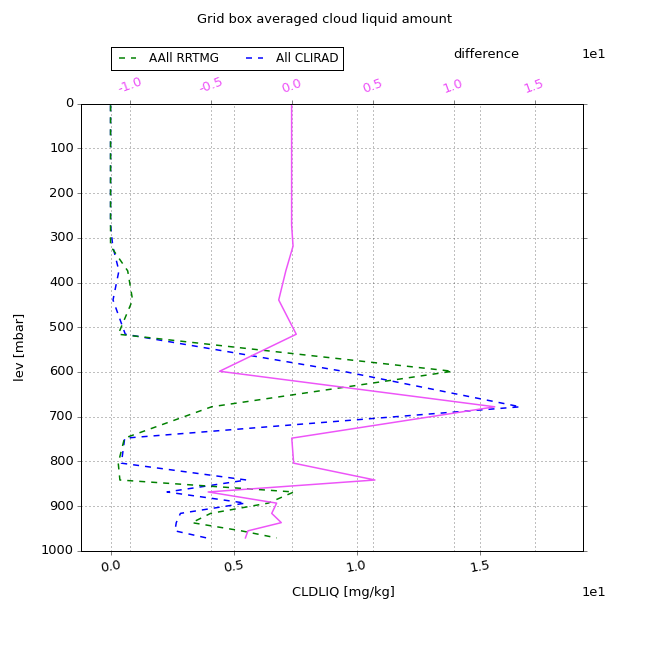 Grid box averaged cloud liquid amount
AAll RRTMG All CLIRAD
difference 1e1
-1.0 -0.5 0.0 0.5 1.0 1.5
0
100
200
300
400
500
600
700
800
900
1000
lev [mbar]
0.0 0.5 1.0 1.5
CLDLIQ [mg/kg] 1e1